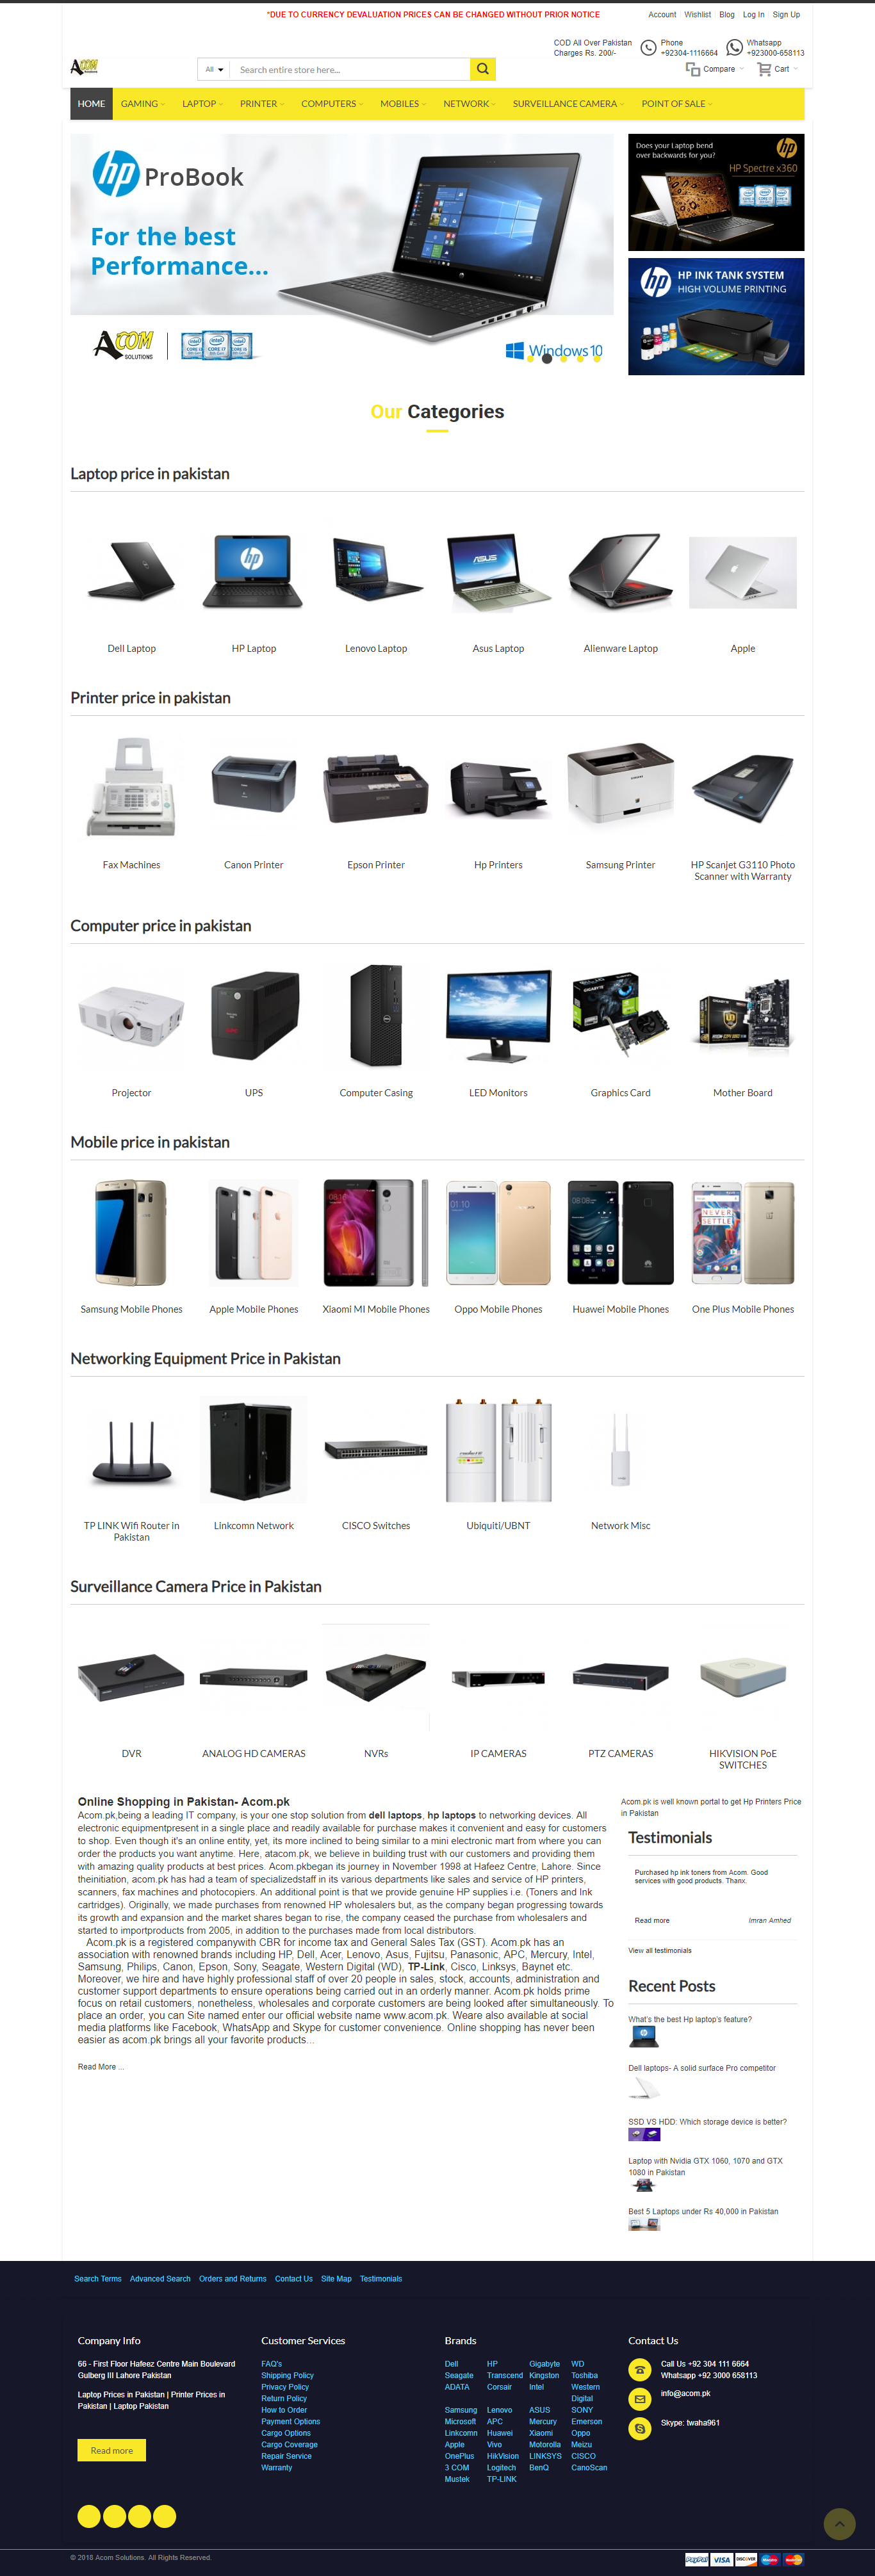 *DUE TO CURRENCY DEVALUATION PRICES CAN BE CHANGED WITHOUT PRIOR NOTICE
Account Wishlist Blog Log In Sign Up
COD All Over Pakistan
Charges Rs. 200/-
Phone
+92304-1116664
Whatsapp
+923000-658113
ACOM
All
Search entire store here...
Compare
Cart
HOME GAMING LAPTOP PRINTER COMPUTERS MOBILES NETWORK SURVEILLANCE CAMERA POINT OF SALE
hp ProBook
For the best
Performance...
ACOM
SOLUTIONS
Windows 10
Does your Laptop bend
over backwards for you?
HP Spectre x360
HP INK TANK SYSTEM
HIGH VOLUME PRINTING
Our Categories
Laptop price in pakistan
Dell Laptop
HP Laptop
Lenovo Laptop
Asus Laptop
Alienware Laptop
Apple
Printer price in pakistan
Fax Machines
Canon Printer
Epson Printer
Hp Printers
Samsung Printer
HP Scanjet G3110 Photo
Scanner with Warranty
Computer price in pakistan
Projector
UPS
Computer Casing
LED Monitors
Graphics Card
Mother Board
Mobile price in pakistan
Samsung Mobile Phones
Apple Mobile Phones
Xiaomi MI Mobile Phones
Oppo Mobile Phones
Huawei Mobile Phones
One Plus Mobile Phones
Networking Equipment Price in Pakistan
TP LINK Wifi Router in
Pakistan
Linkcomn Network
CISCO Switches
Ubiquiti/UBNT
Network Misc
Surveillance Camera Price in Pakistan
DVR
ANALOG HD CAMERAS
NVRs
IP CAMERAS
PTZ CAMERAS
HIKVISION PoE
SWITCHES
Online Shopping in Pakistan- Acom.pk
Acom.pk,being a leading IT company, is your one stop solution from dell laptops, hp laptops to networking devices. All
electronic equipmentpresent in a single place and readily available for purchase makes it convenient and easy for customers
to shop. Even though it's an online entity, yet, its more inclined to being similar to a mini electronic mart from where you can
order the products you want anytime. Here, atacom.pk, we believe in building trust with our customers and providing them
with amazing quality products at best prices. Acom.pkbegan its journey in November 1998 at Hafeez Centre, Lahore. Since
theinitiation, acom.pk has had a team of specializedstaff in its various departments like sales and service of HP printers,
scanners, fax machines and photocopiers. An additional point is that we provide genuine HP supplies i.e. (Toners and Ink
cartridges). Originally, we made purchases from renowned HP wholesalers but, as the company began progressing towards
its growth and expansion and the market shares began to rise, the company ceased the purchase from wholesalers and
started to importproducts from 2005, in addition to the purchases made from local distributors.
Acom.pk is a registered companywith CBR for income tax and General Sales Tax (GST). Acom.pk has an
association with renowned brands including HP, Dell, Acer, Lenovo, Asus, Fujitsu, Panasonic, APC, Mercury, Intel,
Samsung, Philips, Canon, Epson, Sony, Seagate, Western Digital (WD), TP-Link, Cisco, Linksys, Baynet etc.
Moreover, we hire and have highly professional staff of over 20 people in sales, stock, accounts, administration and
customer support departments to ensure operations being carried out in an orderly manner. Acom.pk holds prime
focus on retail customers, nonetheless, wholesales and corporate customers are being looked after simultaneously. To
place an order, you can Site named enter our official website name www.acom.pk. Weare also available at social
media platforms like Facebook, WhatsApp and Skype for customer convenience. Online shopping has never been
easier as acom.pk brings all your favorite products...
Read More ...
Acom.pk is well known portal to get Hp Printers Price
in Pakistan
Testimonials
Purchased hp ink toners from Acom. Good
services with good products. Thanx.
Read more
Imran Amhed
View all testimonials
Recent Posts
What's the best Hp laptop's feature?
Dell laptops- A solid surface Pro competitor
SSD VS HDD: Which storage device is better?
Laptop with Nvidia GTX 1060, 1070 and GTX
1080 in Pakistan
Best 5 Laptops under Rs 40,000 in Pakistan
Search Terms Advanced Search Orders and Returns Contact Us Site Map Testimonials
Company Info
66 - First Floor Hafeez Centre Main Boulevard
Gulberg III Lahore Pakistan
Laptop Prices in Pakistan | Printer Prices in
Pakistan | Laptop Pakistan
Read more
Customer Services
FAQ's
Shipping Policy
Privacy Policy
Return Policy
How to Order
Payment Options
Cargo Options
Cargo Coverage
Repair Service
Warranty
Brands
Dell HP Gigabyte WD
Seagate Transcend Kingston Toshiba
ADATA Corsair Intel Western
Digital
Samsung Lenovo ASUS SONY
Microsoft APC Mercury Emerson
Linkcomn Huawei Xiaomi Oppo
Apple Vivo Motorolla Meizu
OnePlus HikVision LINKSYS CISCO
3 COM Logitech BenQ CanoScan
Mustek TP-LINK
Contact Us
Call Us +92 304 111 6664
Whatsapp +92 3000 658113
info@acom.pk
Skype: twaha961
© 2018 Acom Solutions. All Rights Reserved.
PayPal VISA DISCOVER